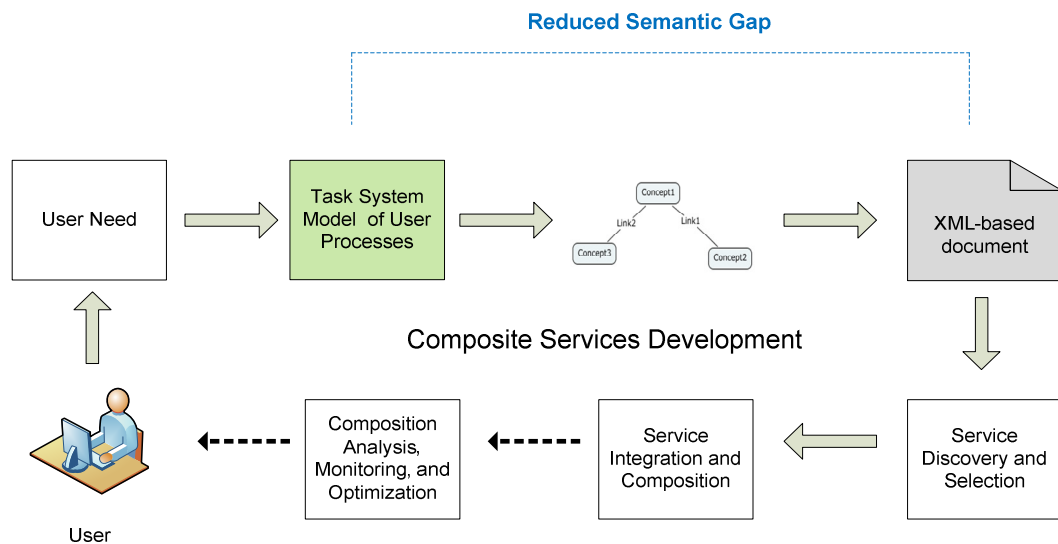 Reduced Semantic Gap
User Need
Task System
Model of User
Processes
Concept1
Link2
Link1
Concept3
Concept2
XML-based
document
Composite Services Development
Composition
Analysis,
Monitoring, and
Optimization
Service
Integration and
Composition
Service
Discovery and
Selection
User